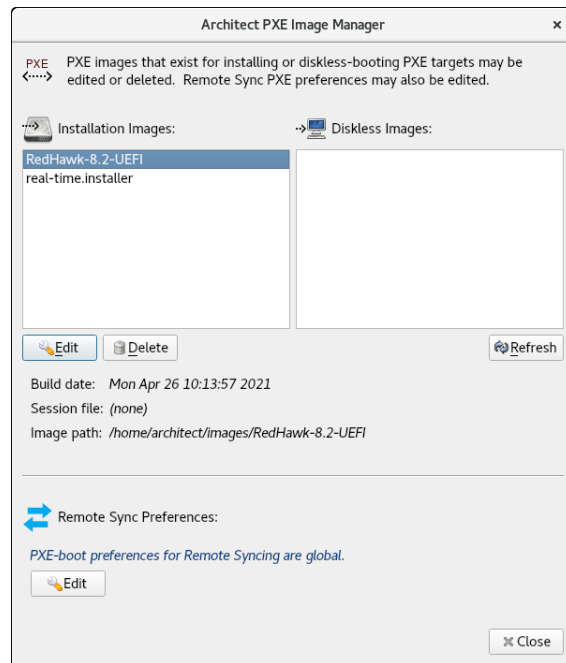 Architect PXE Image Manager
×
PXE
PXE images that exist for installing or diskless-booting PXE targets may be
edited or deleted. Remote Sync PXE preferences may also be edited.
Installation Images:
Diskless Images:
RedHawk-8.2-UEFI
real-time.installer
Edit
Delete
Refresh
Build date: Mon Apr 26 10:13:57 2021
Session file: (none)
Image path: /home/architect/images/RedHawk-8.2-UEFI
Remote Sync Preferences:
PXE-boot preferences for Remote Syncing are global.
Edit
Close